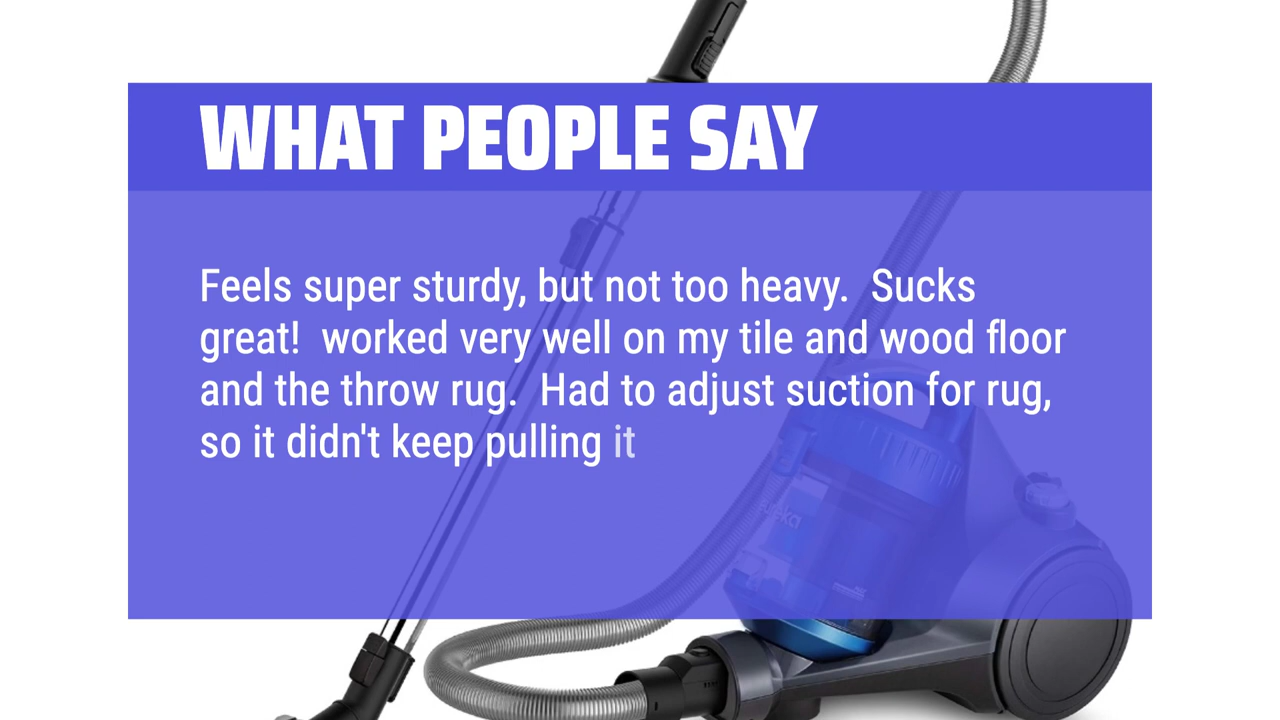 WHAT PEOPLE SAY
Feels super sturdy, but not too heavy.  Sucks
great!  worked very well on my tile and wood floor
and the throw rug.  Had to adjust suction for rug,
so it didn't keep pulling it
eureka